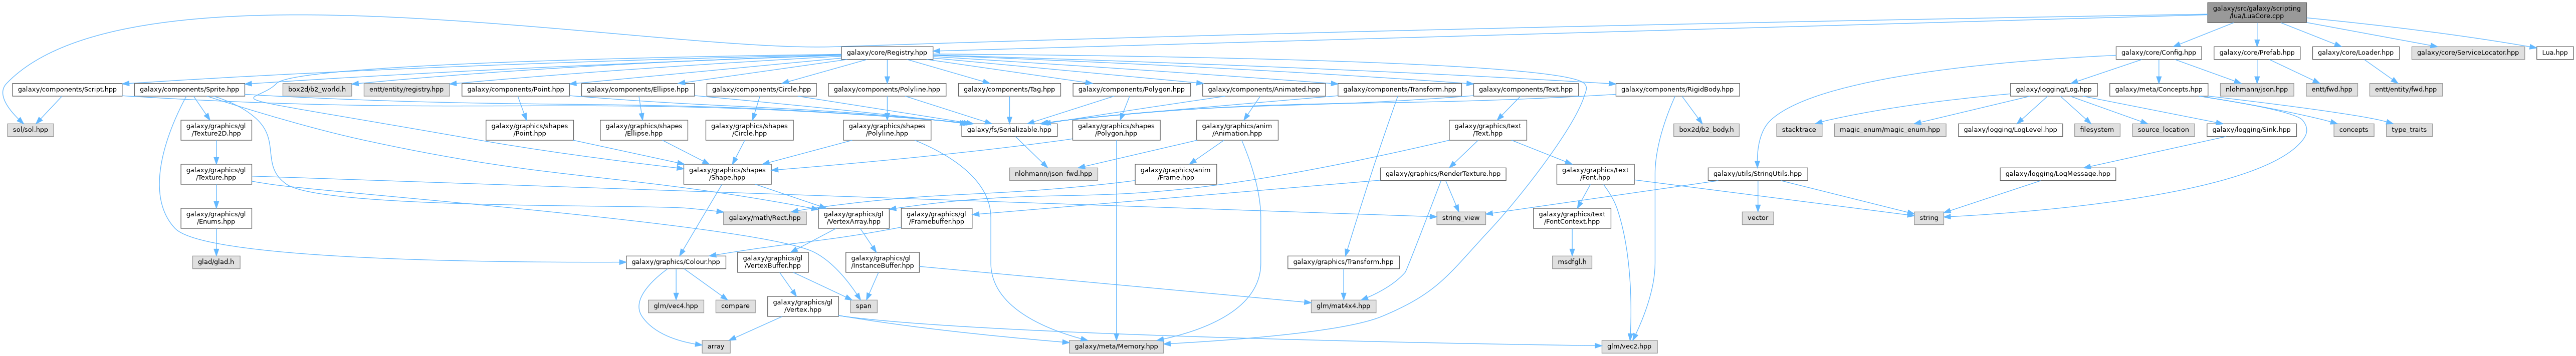 galaxy/src/galaxy/scripting
/lua/LuaCore.cpp
galaxy/core/Registry.hpp
galaxy/core/Config.hpp
galaxy/core/Prefab.hpp
galaxy/core/Loader.hpp
galaxy/core/ServiceLocator.hpp
Lua.hpp
galaxy/components/Script.hpp
galaxy/components/Sprite.hpp
box2d/b2_world.h
entt/entity/registry.hpp
galaxy/components/Point.hpp
galaxy/components/Ellipse.hpp
galaxy/components/Circle.hpp
galaxy/components/Polyline.hpp
galaxy/components/Tag.hpp
galaxy/components/Polygon.hpp
galaxy/components/Animated.hpp
galaxy/components/Transform.hpp
galaxy/components/Text.hpp
galaxy/components/RigidBody.hpp
galaxy/logging/Log.hpp
galaxy/meta/Concepts.hpp
nlohmann/json.hpp
entt/fwd.hpp
entt/entity/fwd.hpp
sol/sol.hpp
galaxy/graphics/gl
/Texture2D.hpp
galaxy/graphics/shapes
/Point.hpp
galaxy/graphics/shapes
/Ellipse.hpp
galaxy/graphics/shapes
/Circle.hpp
galaxy/graphics/shapes
/Polyline.hpp
galaxy/fs/Serializable.hpp
galaxy/graphics/shapes
/Polygon.hpp
galaxy/graphics/anim
/Animation.hpp
galaxy/graphics/text
/Text.hpp
box2d/b2_body.h
stacktrace
magic_enum/magic_enum.hpp
galaxy/logging/LogLevel.hpp
filesystem
source_location
galaxy/logging/Sink.hpp
concepts
type_traits
galaxy/graphics/gl
/Texture.hpp
galaxy/graphics/shapes
/Shape.hpp
nlohmann/json_fwd.hpp
galaxy/graphics/anim
/Frame.hpp
galaxy/graphics/RenderTexture.hpp
galaxy/graphics/text
/Font.hpp
galaxy/utils/StringUtils.hpp
galaxy/logging/LogMessage.hpp
galaxy/graphics/gl
/Enums.hpp
galaxy/math/Rect.hpp
galaxy/graphics/gl
/VertexArray.hpp
galaxy/graphics/gl
/Framebuffer.hpp
string_view
galaxy/graphics/text
/FontContext.hpp
vector
string
glad/glad.h
galaxy/graphics/Colour.hpp
galaxy/graphics/gl
/VertexBuffer.hpp
galaxy/graphics/gl
/InstanceBuffer.hpp
galaxy/graphics/Transform.hpp
msdfgl.h
glm/vec4.hpp
compare
galaxy/graphics/gl
/Vertex.hpp
span
glm/mat4x4.hpp
array
galaxy/meta/Memory.hpp
glm/vec2.hpp